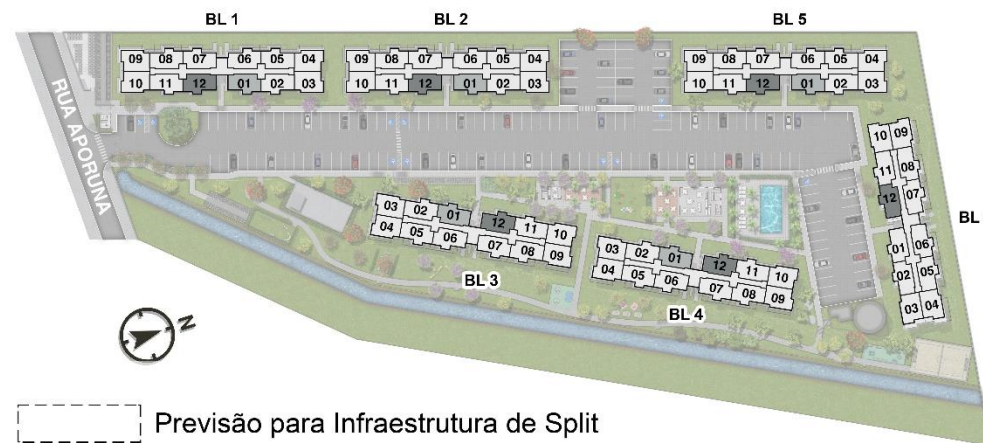 BL 1 BL 2 BL 5
09 08 07 06 05 04 09 08 07 06 05 04 09 08 07 06 05 04
10 11 12 01 02 03 10 11 12 01 02 03 10 11 12 01 02 03
RUA APORUNA
10 09
11 08
12 07
BL
01 06
02 05
03 04
03 02 01 12 11 10
04 05 06 07 08 09
BL 3
03 02 01 12 11 10
04 05 06 07 08 09
BL 4
N
Previsão para Infraestrutura de Split